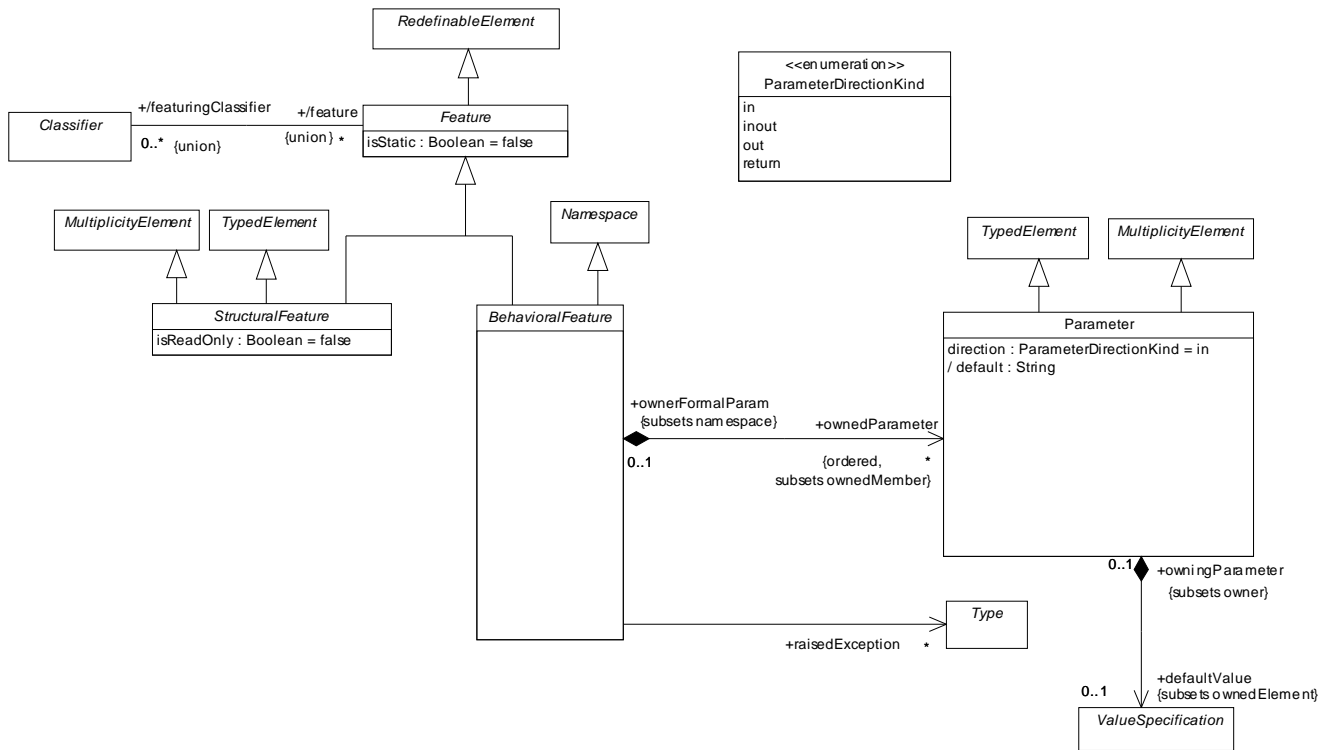 RedefinableElement
<<enumeration>>
ParameterDirectionKind
in
inout
out
return
+/featuringClassifier
+/feature
Classifier
Feature
0..*
{union}
{union}
*
isStatic : Boolean = false
MultiplicityElement
TypedElement
Namespace
TypedElement
MultiplicityElement
StructuralFeature
isReadOnly : Boolean = false
BehavioralFeature
Parameter
direction : ParameterDirectionKind = in
/ default : String
+ownerFormalParam
{subsets namespace}
+ownedParameter
0..1
{ordered,
*
subsets ownedMember}
0..1
+owningParameter
{subsets owner}
Type
+raisedException
*
+defaultValue
0..1
{subsets ownedElement}
ValueSpecification